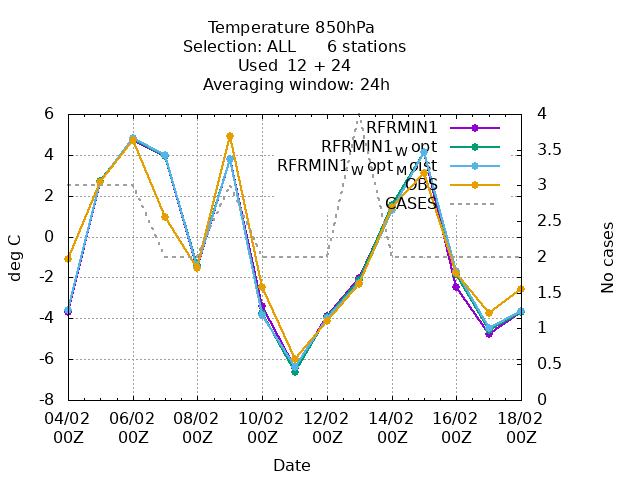 Temperature 850hPa
Selection: ALL 6 stations
Used 12 + 24
Averaging window: 24h
6 4
RFRMIN1
4 3.5
RFRMIN1W opt
RFRMIN1W opt Moist
3
OBS
2
CASES
2.5
0
deg C
No cases
2
-2
1.5
-4
1
-6
0.5
-8 0
04/02 06/02 08/02 10/02 12/02 14/02 16/02 18/02
00Z 00Z 00Z 00Z 00Z 00Z 00Z 00Z
Date